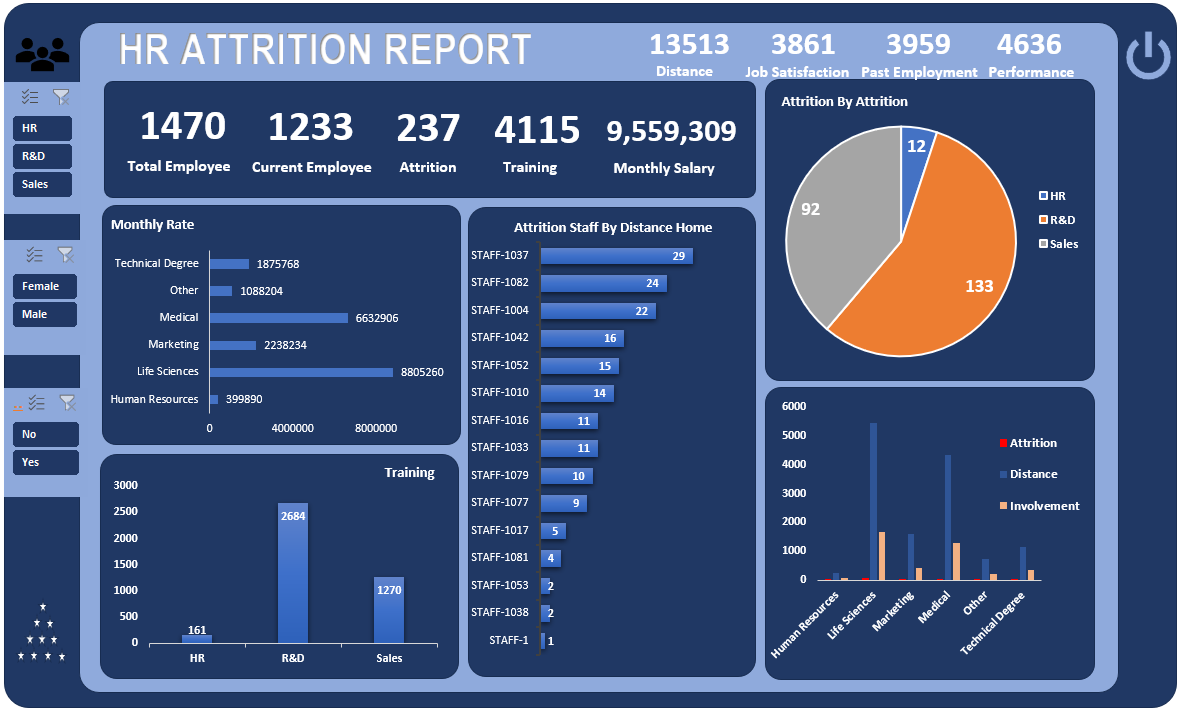 HR ATTRITION REPORT
13513
Distance
3861
Job Satisfaction
3959
Past Employment
4636
Performance
HR
R&D
Sales
Female
Male
No
Yes
1470
Total Employee
1233
Current Employee
237
Attrition
4115
Training
9,559,309
Monthly Salary
Attrition By Attrition
12
133
92
HR
R&D
Sales
Monthly Rate
Technical Degree 1875768
Other 1088204
Medical 6632906
Marketing 2238234
Life Sciences 8805260
Human Resources 399890
0 4000000 8000000
Attrition Staff By Distance Home
STAFF-1037 29
STAFF-1082 24
STAFF-1004 22
STAFF-1042 16
STAFF-1052 15
STAFF-1010 14
STAFF-1016 11
STAFF-1033 11
STAFF-1079 10
STAFF-1077 9
STAFF-1017 5
STAFF-1081 4
STAFF-1053 2
STAFF-1038 2
STAFF-1 1
Training
3000
2500
2000
1500
1000
500
0
161
2684
1270
HR R&D Sales
6000
5000
4000
3000
2000
1000
0
Attrition
Distance
Involvement
Human Resources
Life Sciences
Marketing
Medical
Other
Technical Degree